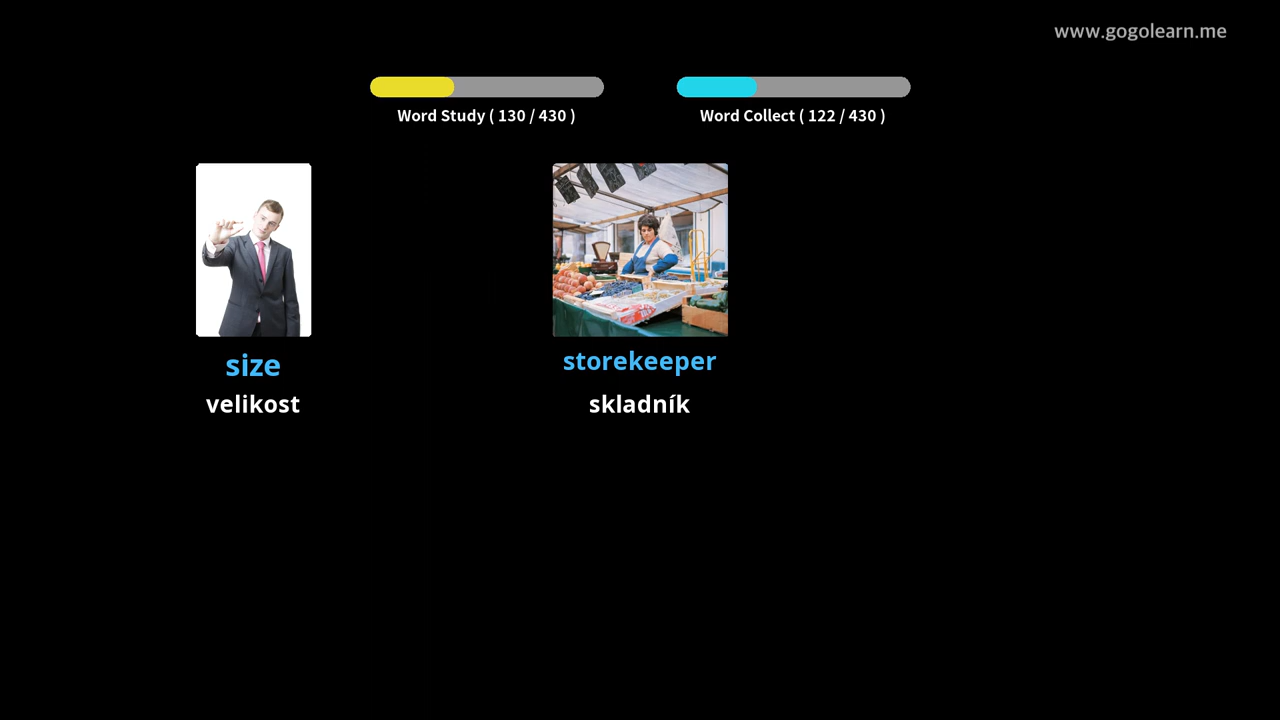 www.gogolearn.me
Word Study ( 130 / 430 )
Word Collect ( 122 / 430 )
size
velikost
storekeeper
skladník